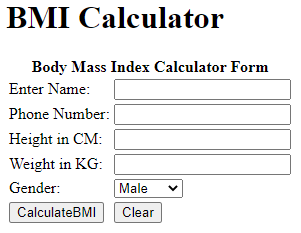 BMI Calculator
Body Mass Index Calculator Form
Enter Name:
Phone Number:
Height in CM:
Weight in KG:
Gender: Male
CalculateBMI Clear